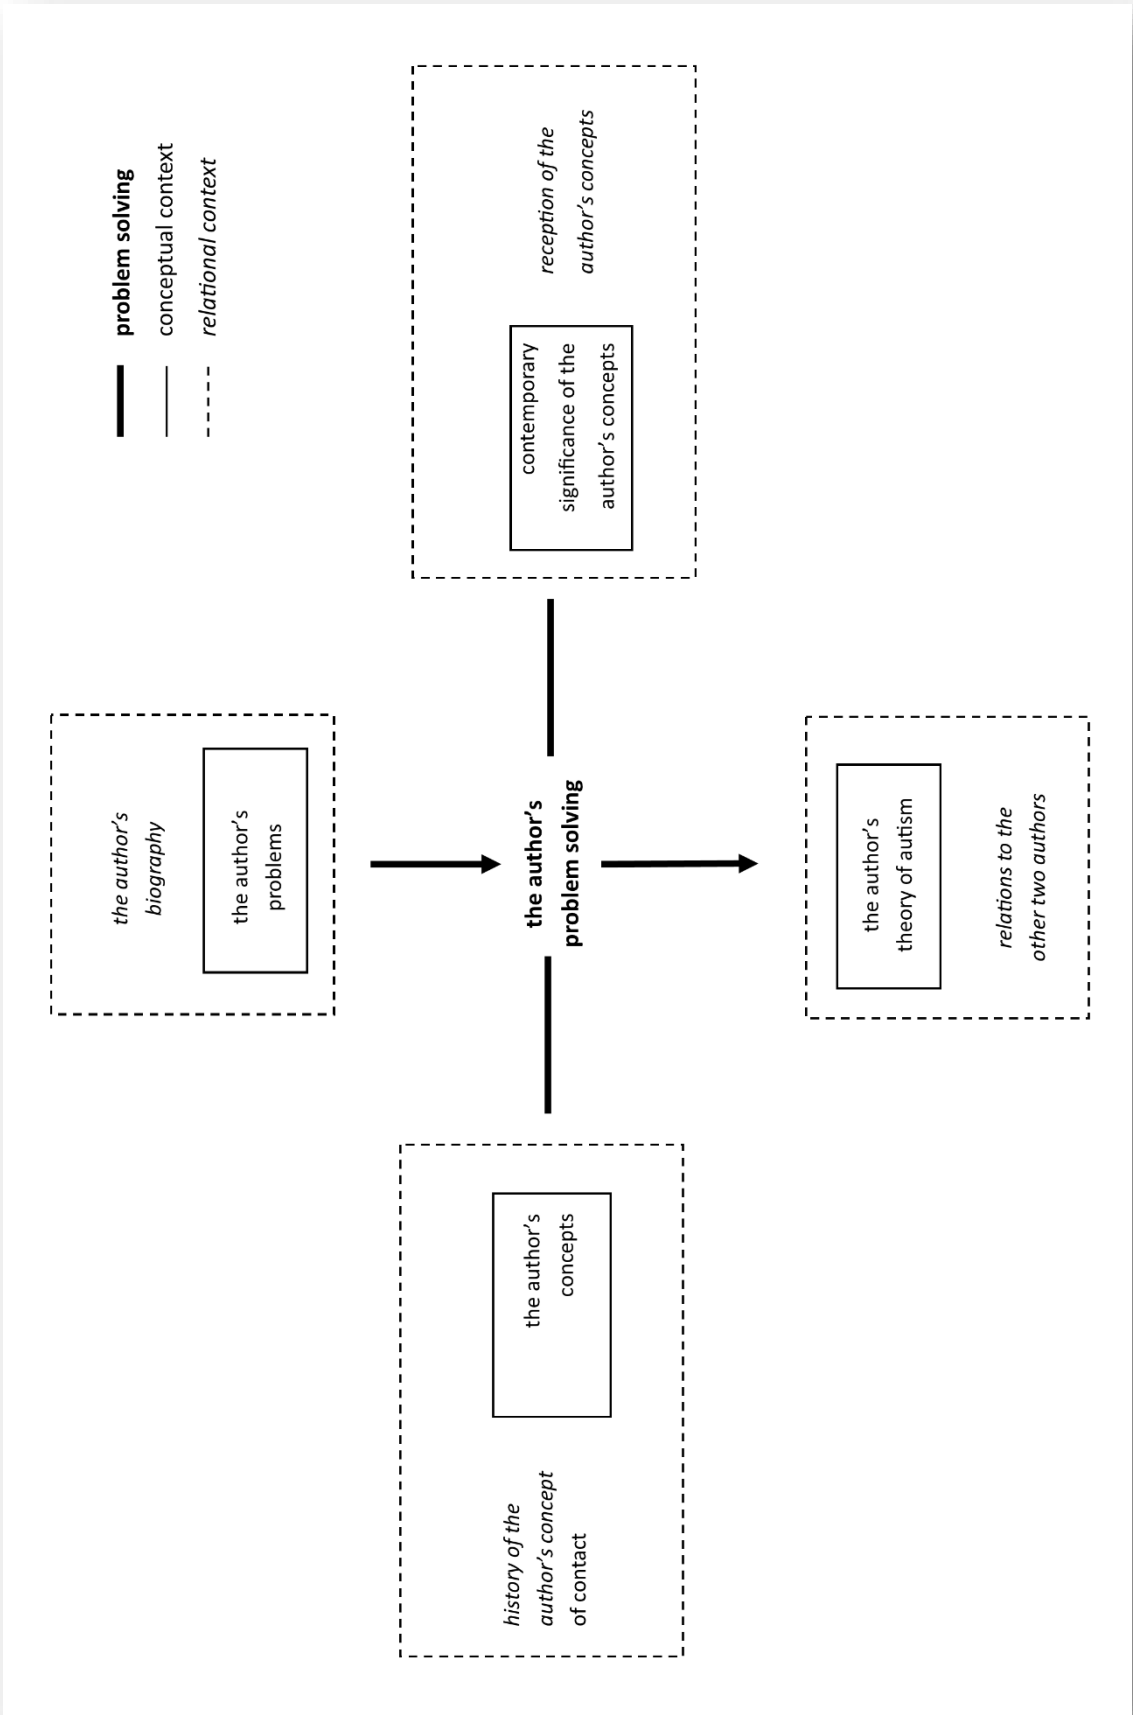 the author's
biography
the author's
problems
problem solving
conceptual context
relational context
history of the
author's concept
of contact
the author's
concepts
the author's
problem solving
contemporary
significance of the
author's concepts
reception of the
author's concepts
the author's
theory of autism
relations to the
other two authors